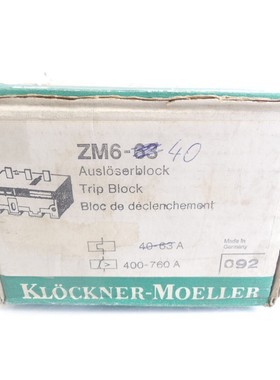 ZM6-63 40
Auslöserblock
Trip Block
Bloc de déclenchement
40-63 A
400-760 A
Made in
Germany
092
KLÖCKNER-MOELLER